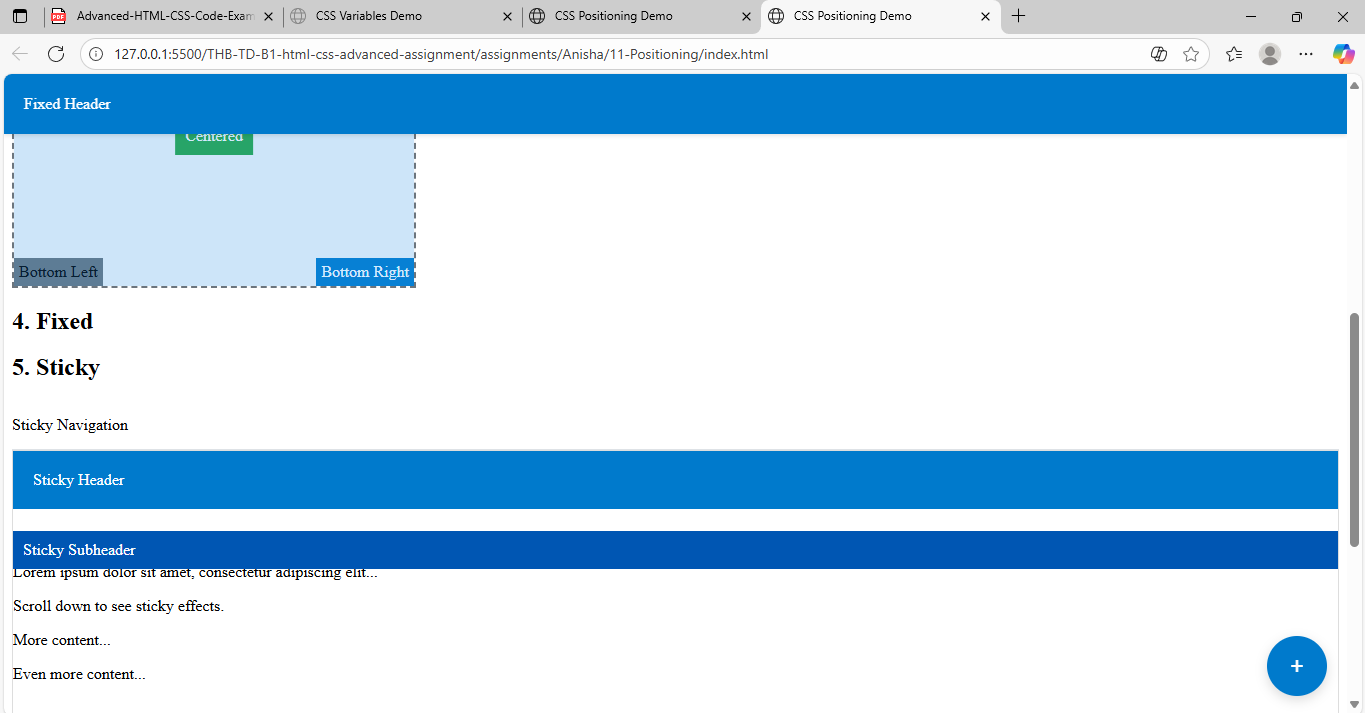 Advanced-HTML-CSS-Code-Exam
CSS Variables Demo
CSS Positioning Demo
CSS Positioning Demo
127.0.0.1:5500/THB-TD-B1-html-css-advanced-assignment/assignments/Anisha/11-Positioning/index.html
Fixed Header
Centered
Bottom Left
Bottom Right
4. Fixed
5. Sticky
Sticky Navigation
Sticky Header
Sticky Subheader
Lorem ipsum dolor sit amet, consectetur adipiscing elit...
Scroll down to see sticky effects.
More content...
Even more content...
+